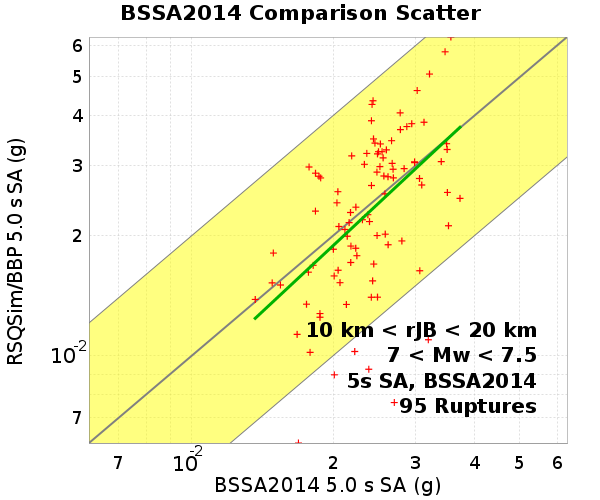 BSSA2014 Comparison Scatter
RSQSim/BBP 5.0 s SA (g)
6
5
4
3
2
10-2
7
10 km < rJB < 20 km
7 < Mw < 7.5
5s SA, BSSA2014
95 Ruptures
7 10-2 2 3 4 5 6
BSSA2014 5.0 s SA (g)